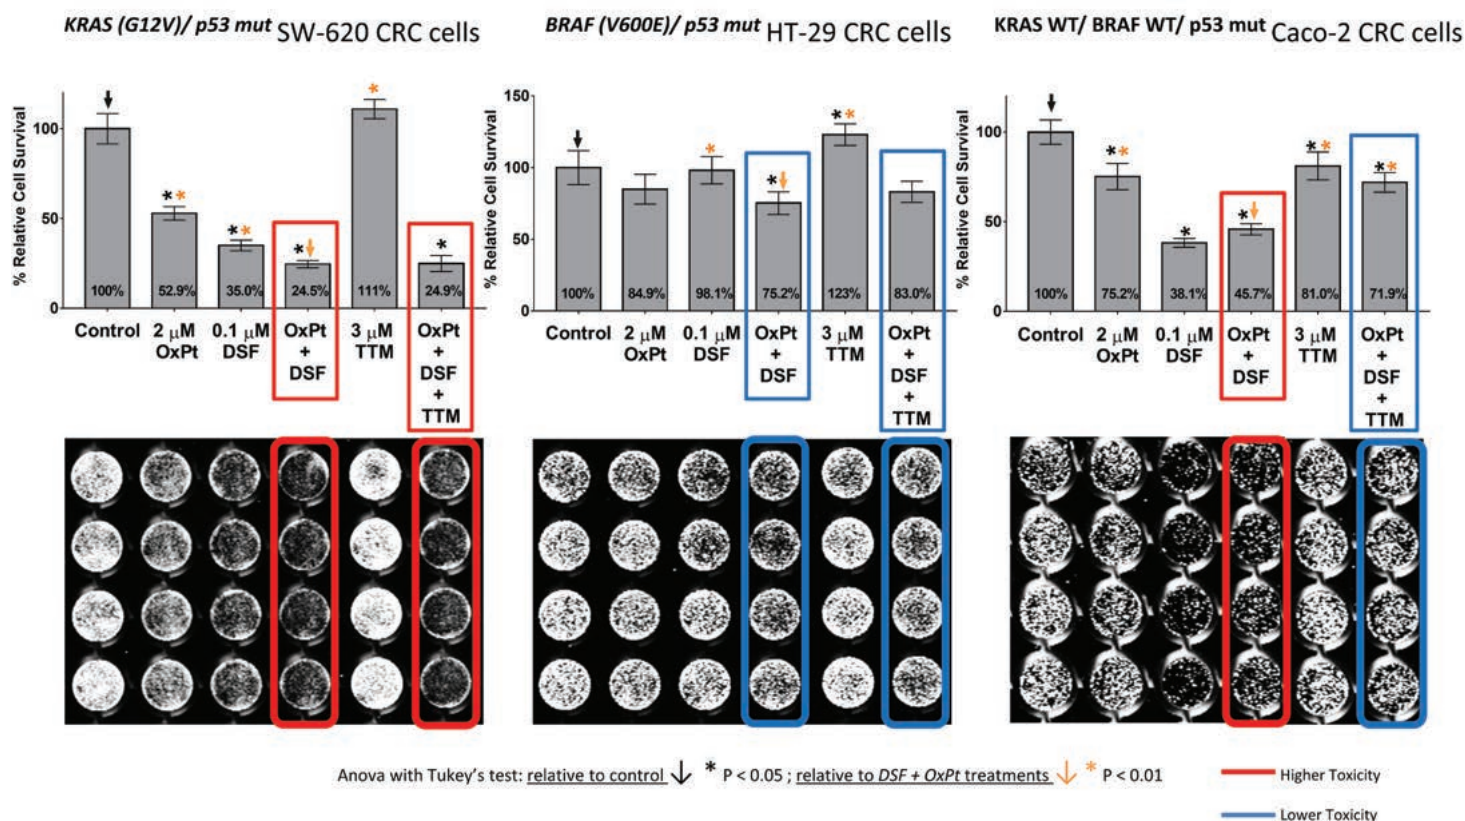 KRAS (G12V)/ p53 mut SW-620 CRC cells
% Relative Cell Survival
100
50
0
* * * * * * * *
100% 52.9% 35.0% 24.5% 111% 24.9%
Control 2 μM OxPt 0.1 μM DSF OxPt + DSF 3 μM TTM OxPt + DSF + TTM
BRAF (V600E)/ p53 mut HT-29 CRC cells
% Relative Cell Survival
150
100
50
0
* * * *
100% 84.9% 98.1% 75.2% 123% 83.0%
Control 2 μM OxPt 0.1 μM DSF OxPt + DSF 3 μM TTM OxPt + DSF + TTM
KRAS WT/ BRAF WT/ p53 mut Caco-2 CRC cells
% Relative Cell Survival
100
50
0
* * * * * * * *
100% 75.2% 38.1% 45.7% 81.0% 71.9%
Control 2 μM OxPt 0.1 μM DSF OxPt + DSF 3 μM TTM OxPt + DSF + TTM
Anova with Tukey's test: relative to control ↓ * P < 0.05 ; relative to DSF + OxPt treatments ↓ * P < 0.01
Higher Toxicity
Lower Toxicity